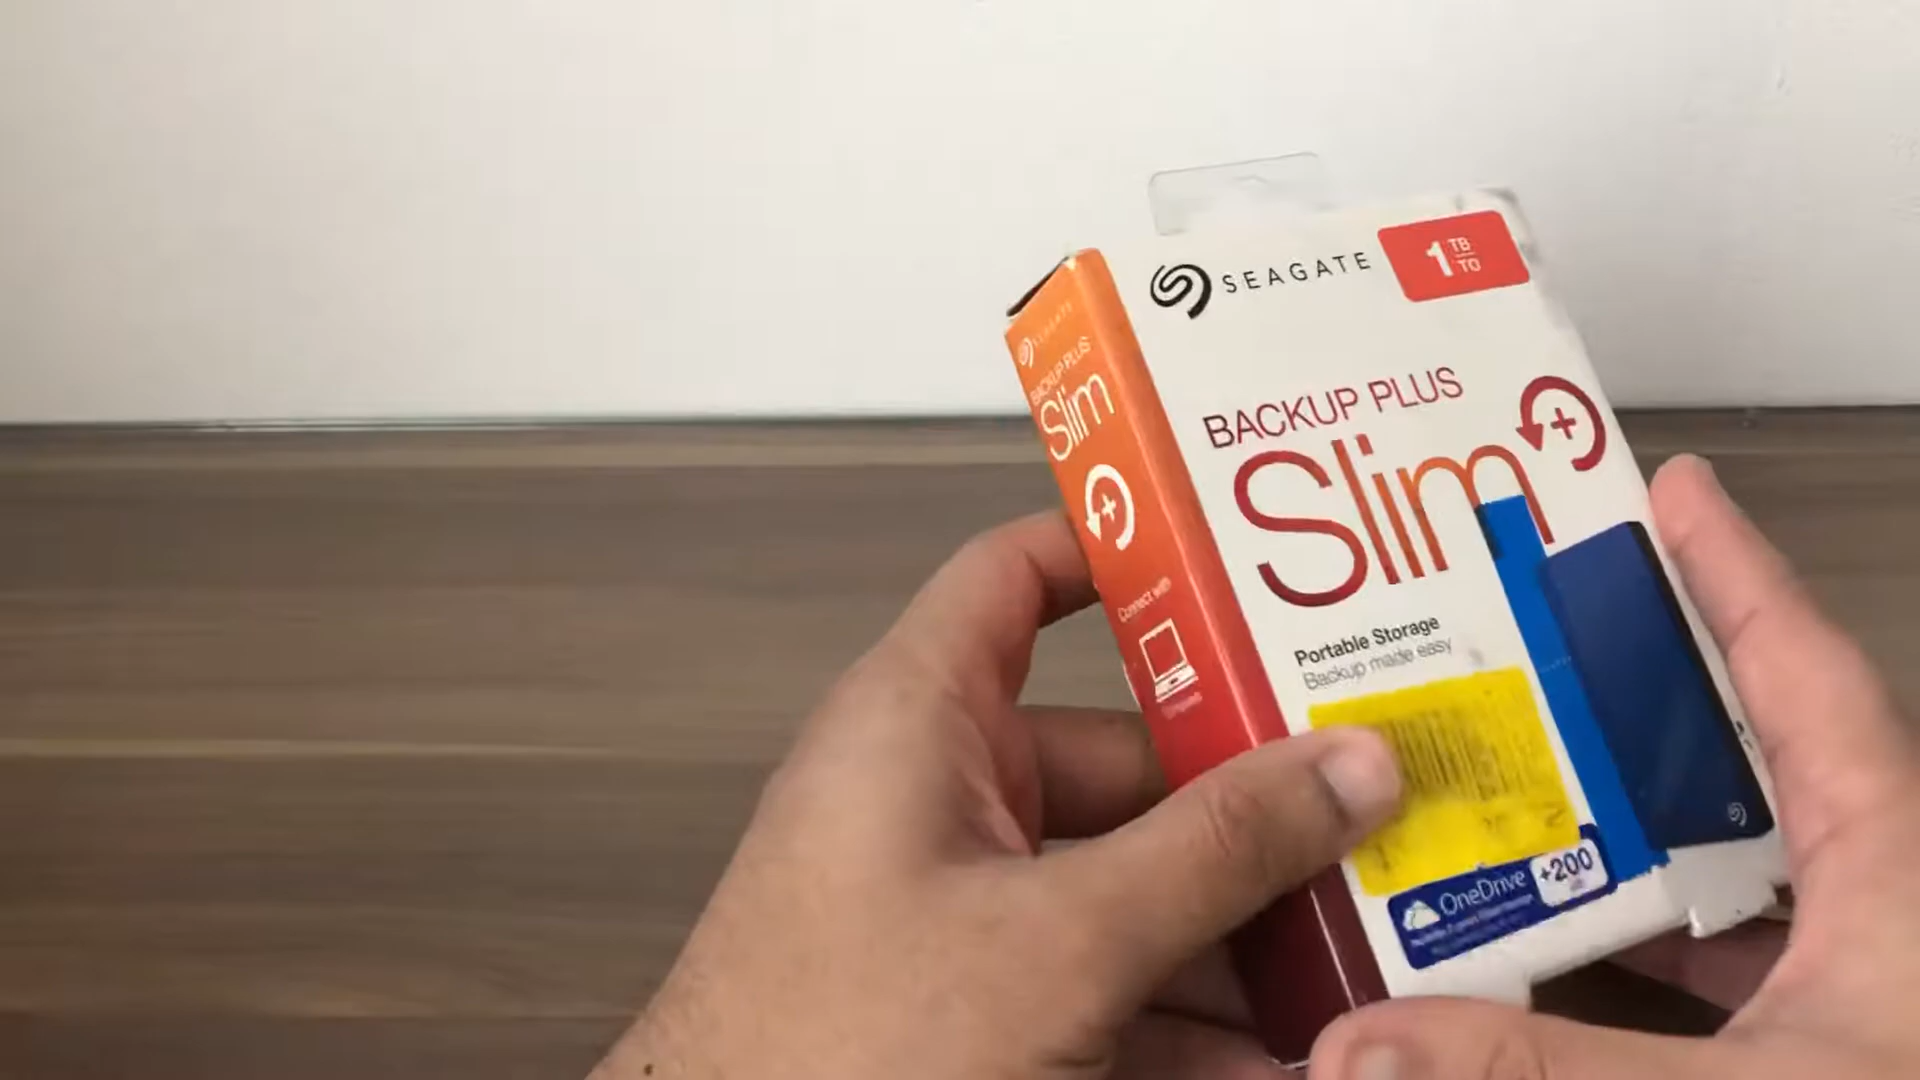 SEAGATE
1 TB
TO
BACKUP PLUS
Slim
Portable Storage
Backup made easy
OneDrive +200
SEAGATE
BACKUP PLUS
Slim
Connect with